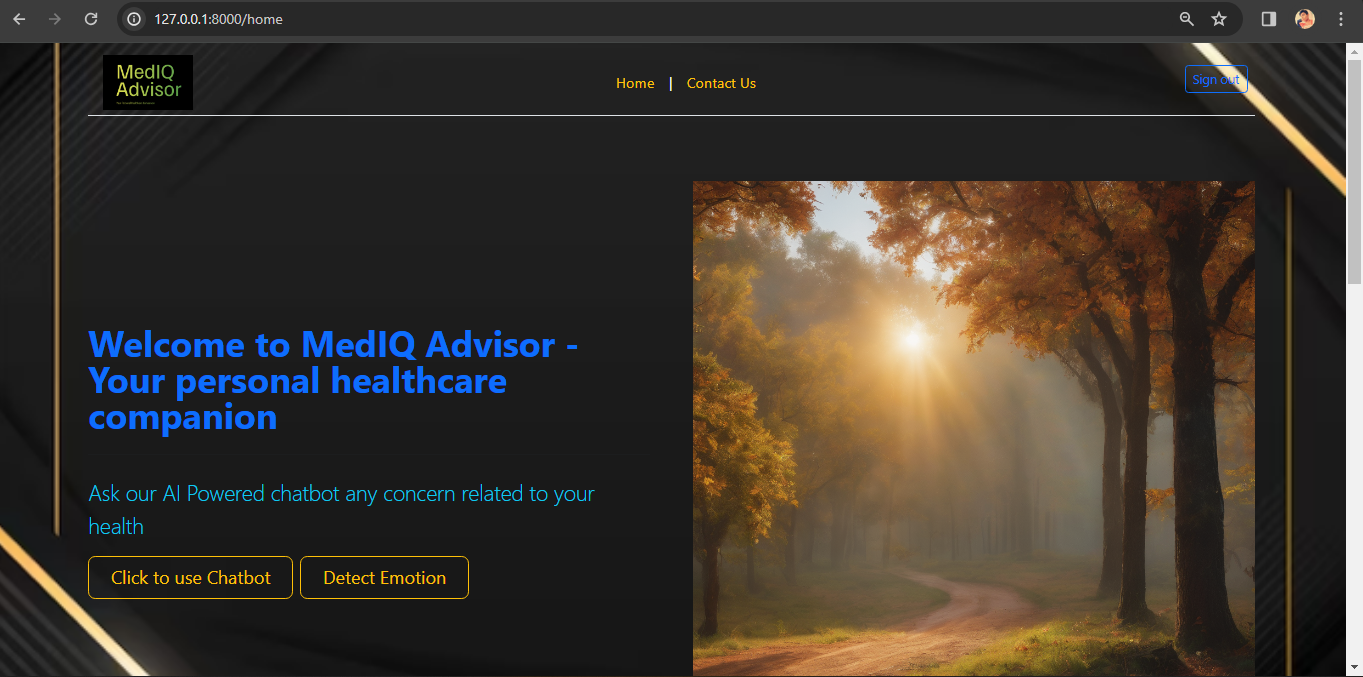 127.0.0.1:8000/home
MedIQ
Advisor
Home | Contact Us
Sign out
Welcome to MedIQ Advisor -
Your personal healthcare
companion
Ask our AI Powered chatbot any concern related to your
health
Click to use Chatbot
Detect Emotion